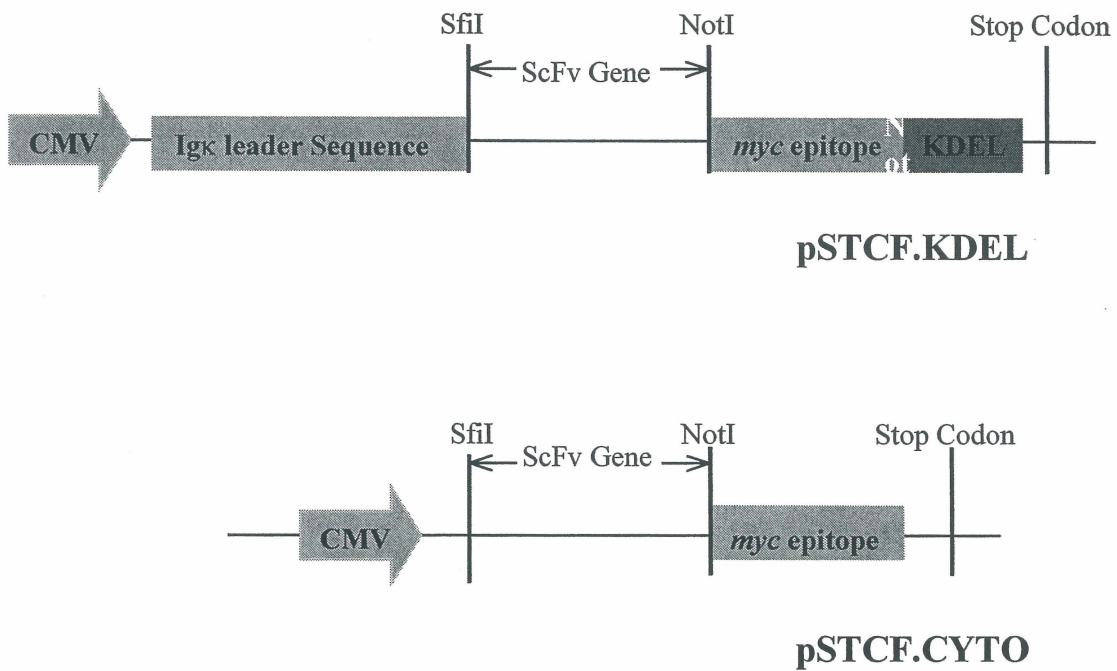 SfiI NotI Stop Codon
ScFv Gene
CMV Igκ leader Sequence myc epitope Not KDEL
pSTCF.KDEL
SfiI NotI Stop Codon
ScFv Gene
CMV myc epitope
pSTCF.CYTO